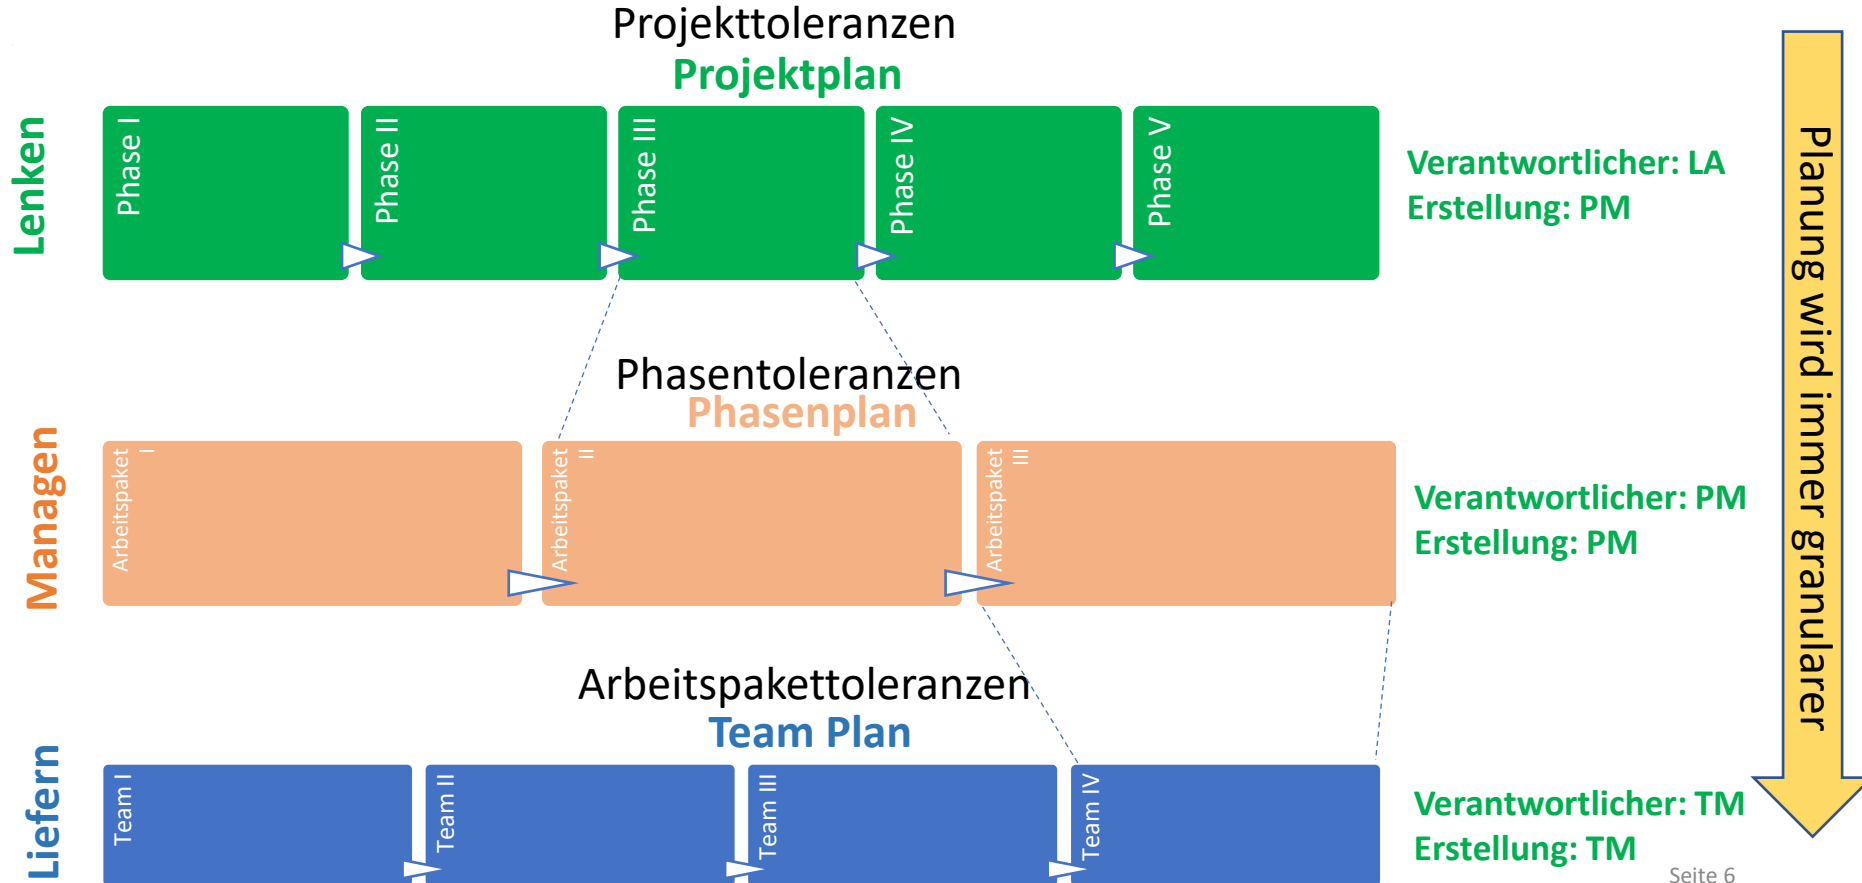 Projekttoleranzen
Projektplan
Lenken
Phase I
Phase II
Phase III
Phase IV
Phase V
Verantwortlicher: LA
Erstellung: PM
Phasentoleranzen
Phasenplan
Managen
Arbeitspaket
I
Arbeitspaket
II
Arbeitspaket
III
Verantwortlicher: PM
Erstellung: PM
Arbeitspakettoleranzen
Team Plan
Liefern
Team I
Team II
Team III
Team IV
Verantwortlicher: TM
Erstellung: TM
Planung wird immer granularer
Seite 6